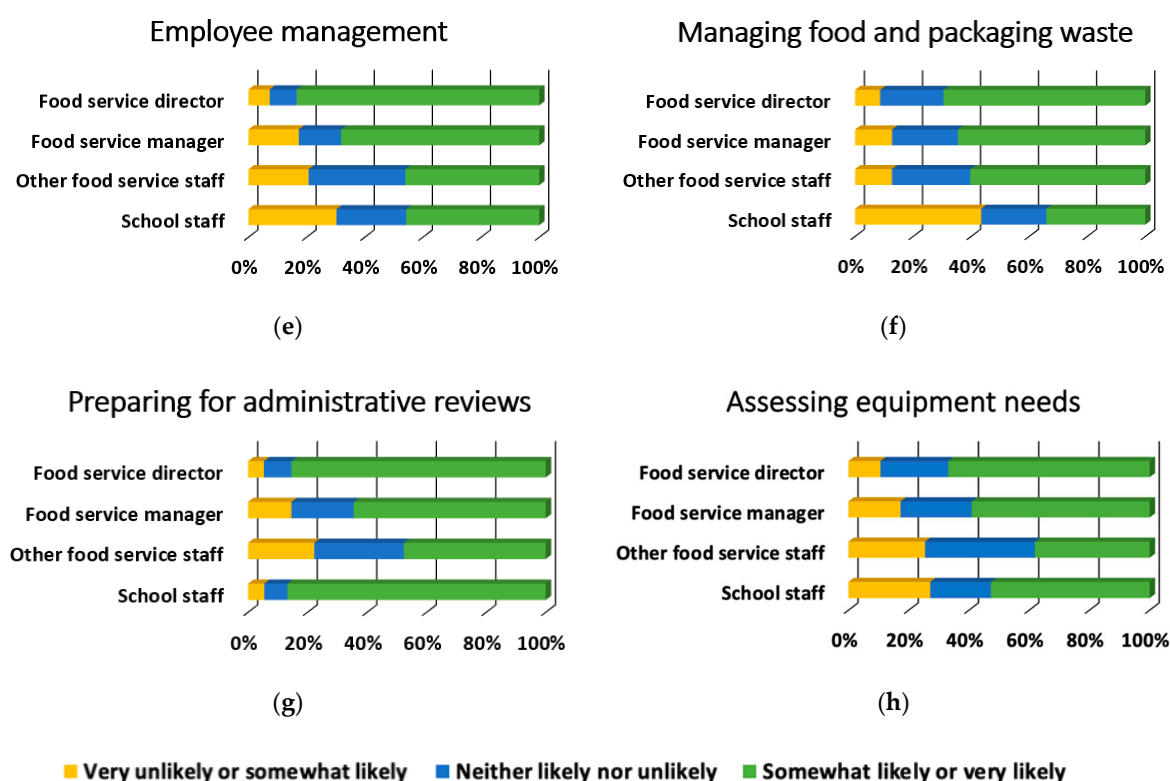 Employee management
Managing food and packaging waste
Food service director
Food service manager
Other food service staff
School staff
0% 20% 40% 60% 80% 100%
(e)
Food service director
Food service manager
Other food service staff
School staff
0% 20% 40% 60% 80% 100%
(f)
Preparing for administrative reviews
Assessing equipment needs
Food service director
Food service manager
Other food service staff
School staff
0% 20% 40% 60% 80% 100%
(g)
Food service director
Food service manager
Other food service staff
School staff
0% 20% 40% 60% 80% 100%
(h)
Very unlikely or somewhat likely Neither likely nor unlikely Somewhat likely or very likely